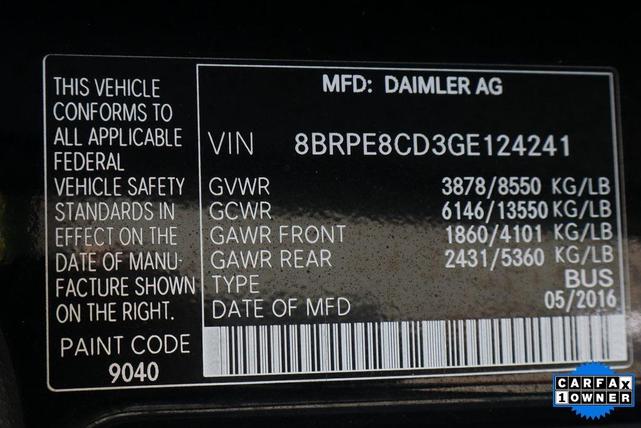 THIS VEHICLE
CONFORMS TO
ALL APPLICABLE
FEDERAL
VEHICLE SAFETY
STANDARDS IN
EFFECT ON THE
DATE OF MANU-
FACTURE SHOWN
ON THE RIGHT.
PAINT CODE
9040
MFD: DAIMLER AG
VIN 8BRPE8CD3GE124241
GVWR 3878/8550 KG/LB
GCWR 6146/13550 KG/LB
GAWR FRONT 1860/4101 KG/LB
GAWR REAR 2431/5360 KG/LB
TYPE BUS
DATE OF MFD 05/2016
CARFAX
1 OWNER